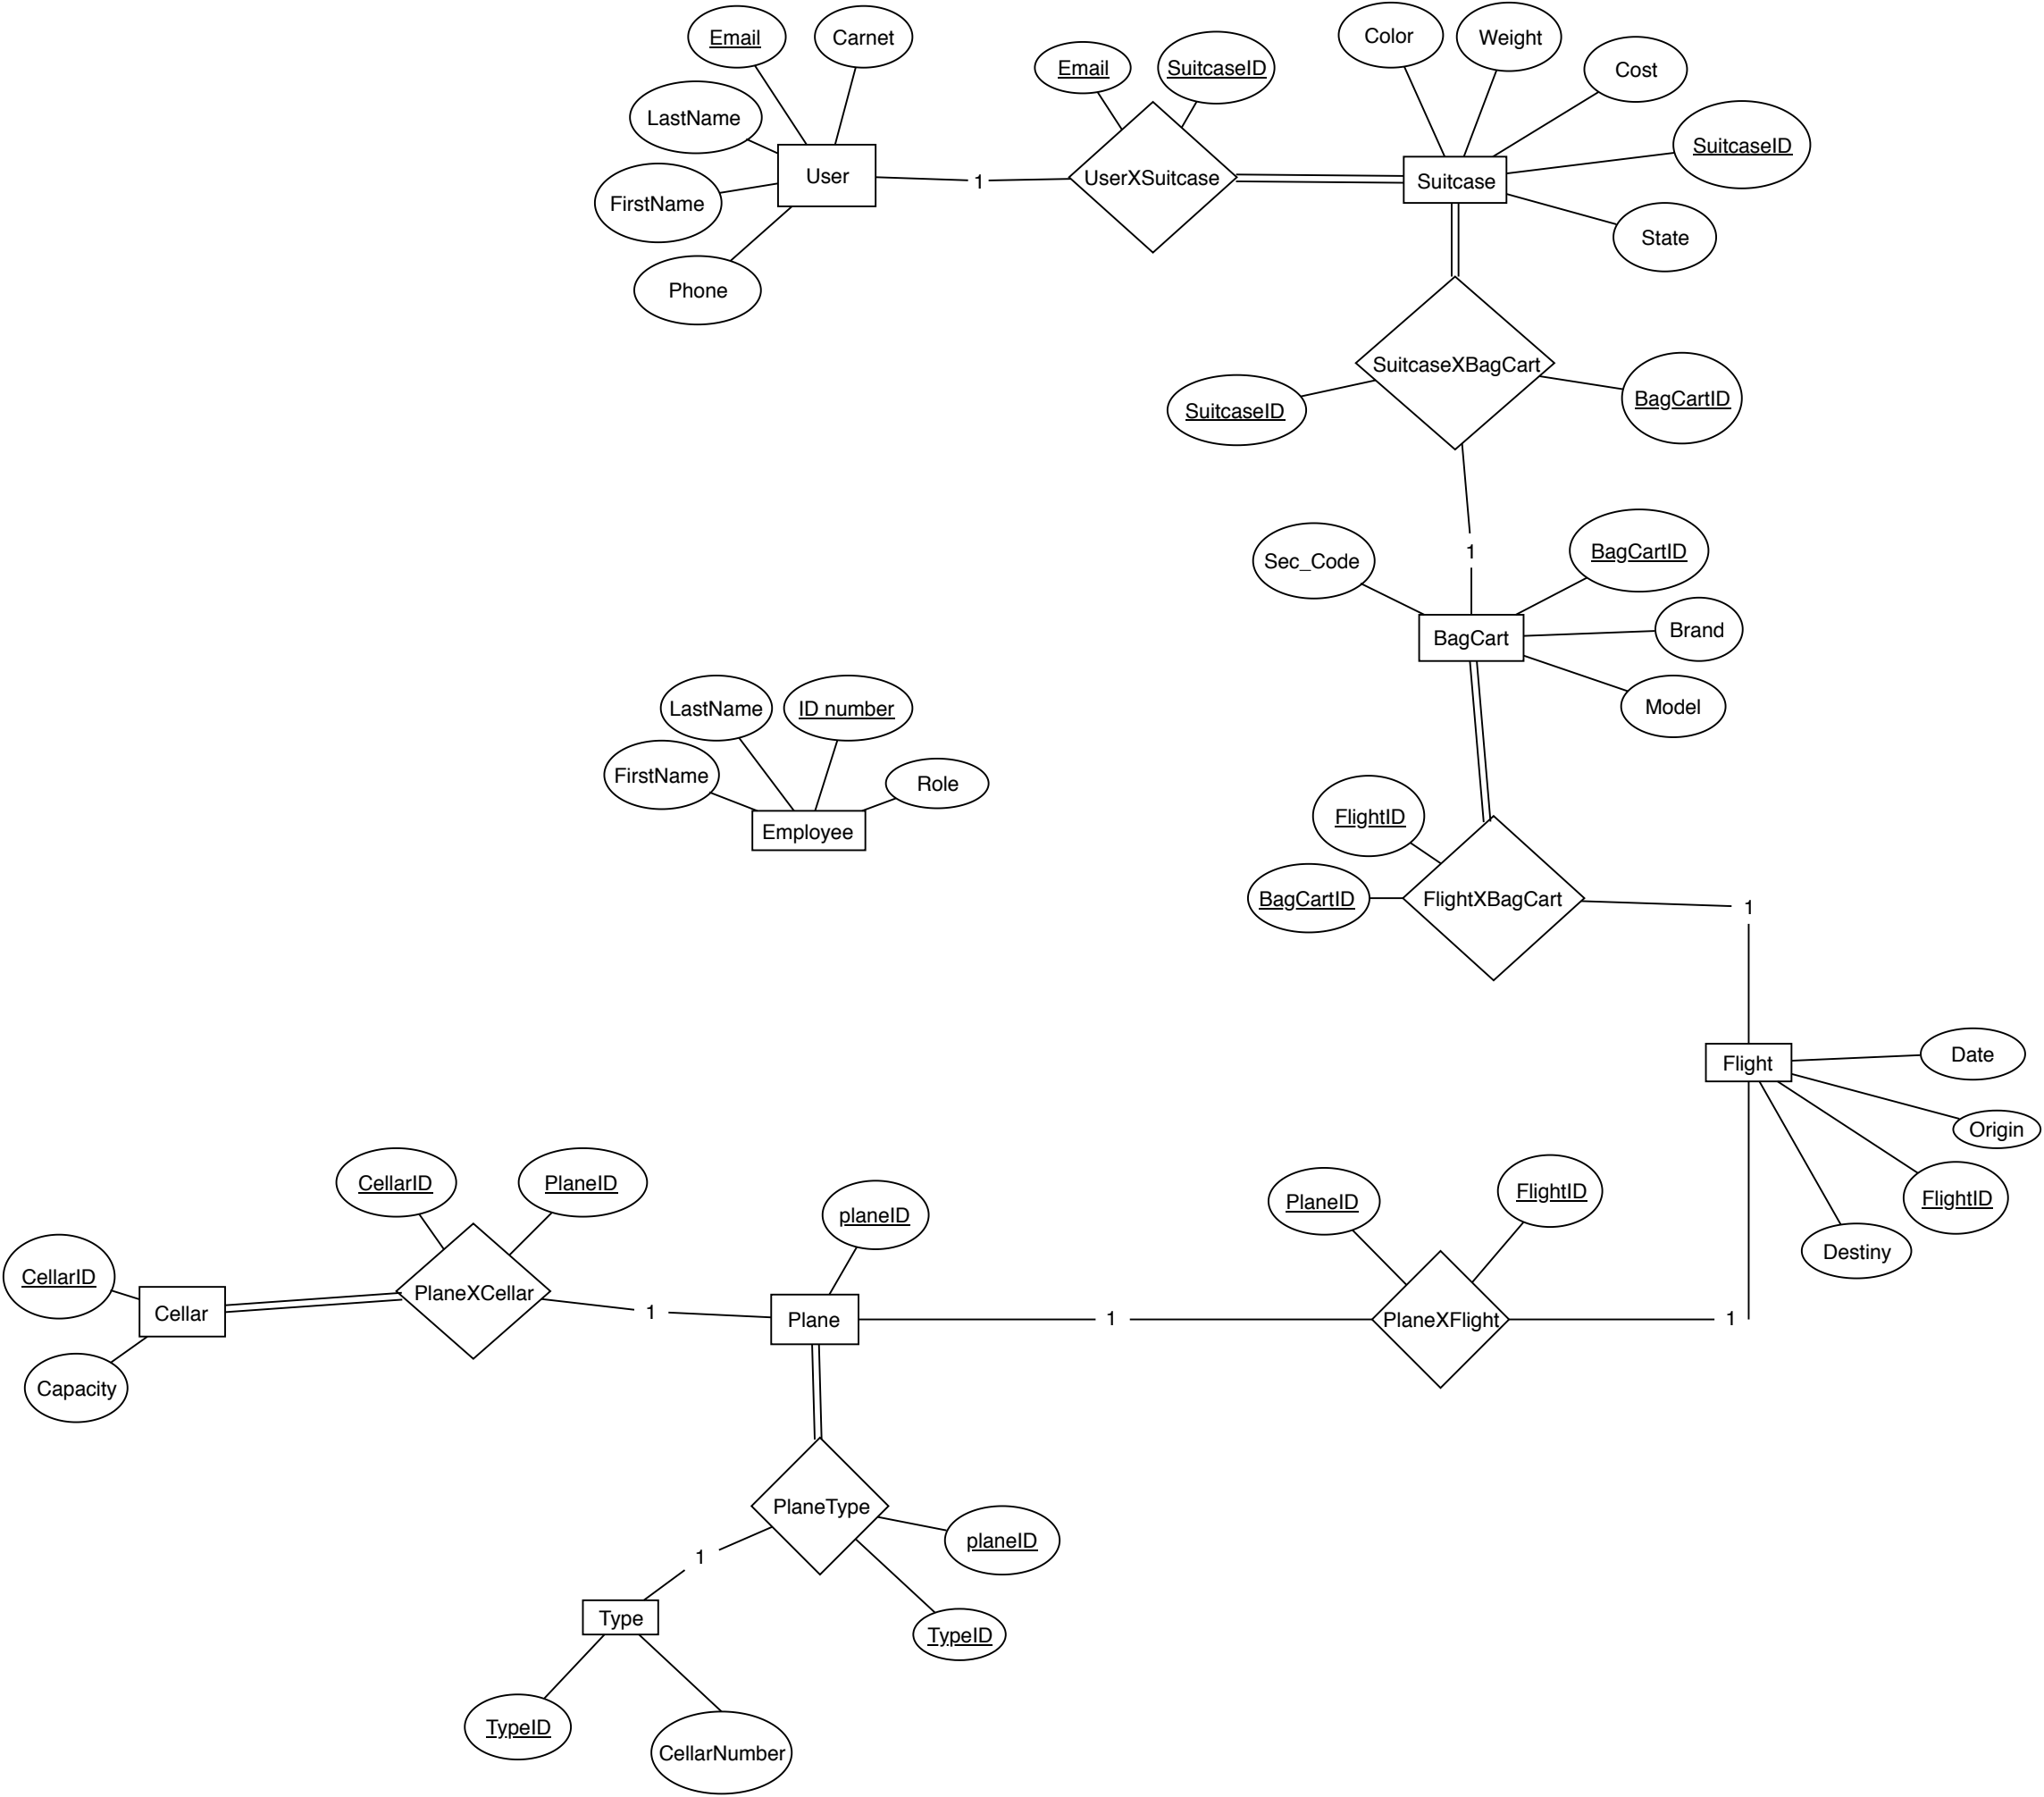 Email
Carnet
LastName
FirstName
Phone
User
1
Email
SuitcaseID
UserXSuitcase
Color
Weight
Cost
SuitcaseID
State
Suitcase
SuitcaseXBagCart
SuitcaseID
BagCartID
1
Sec_Code
BagCartID
Brand
Model
BagCart
LastName
ID number
FirstName
Role
Employee
FlightID
BagCartID
FlightXBagCart
1
Flight
Date
Origin
FlightID
Destiny
CellarID
PlaneID
PlaneXCellar
CellarID
Cellar
Capacity
1
planeID
Plane
1
PlaneID
FlightID
PlaneXFlight
1
PlaneType
planeID
TypeID
1
Type
TypeID
CellarNumber